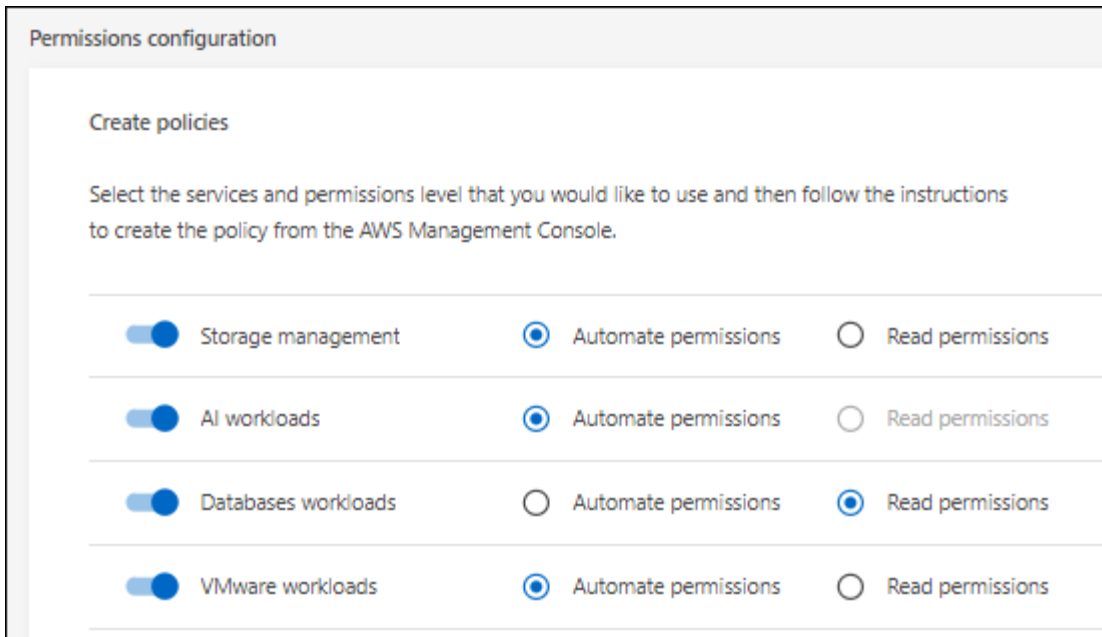 Permissions configuration
Create policies
Select the services and permissions level that you would like to use and then follow the instructions
to create the policy from the AWS Management Console.
Storage management Automate permissions Read permissions
AI workloads Automate permissions Read permissions
Databases workloads Automate permissions Read permissions
VMware workloads Automate permissions Read permissions